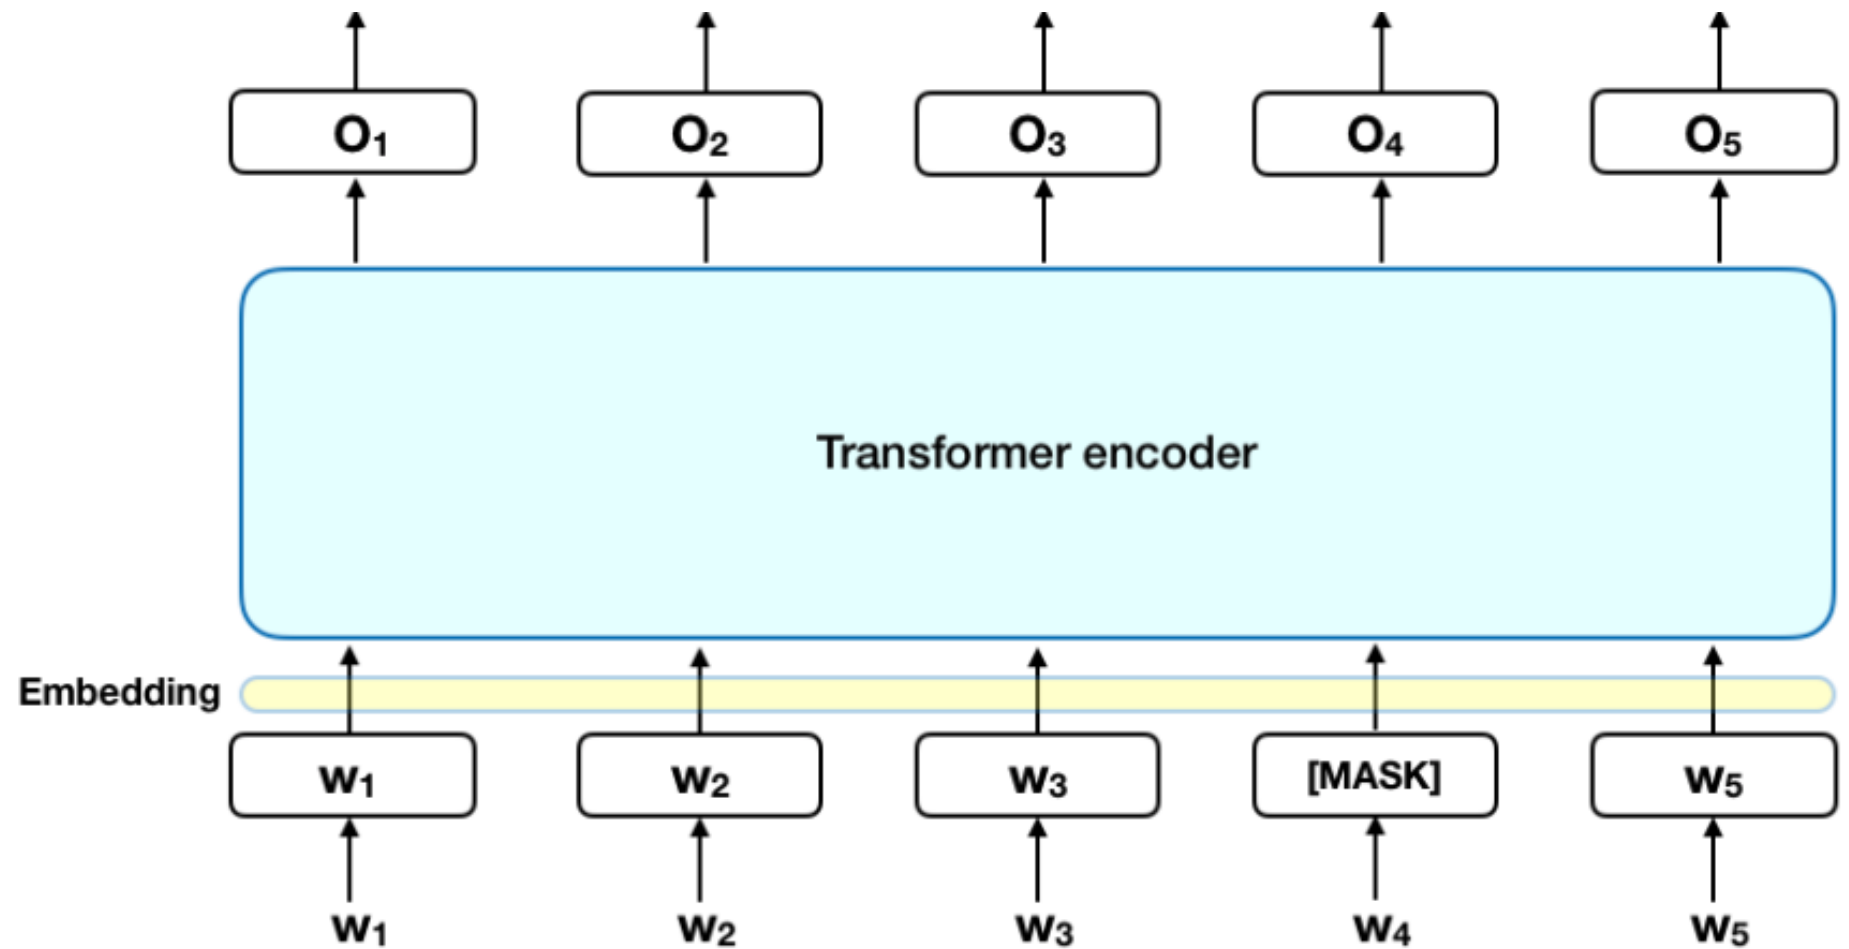 O₁ O₂ O₃ O₄ O₅
Transformer encoder
Embedding
w₁ w₂ w₃ [MASK] w₅
w₁ w₂ w₃ w₄ w₅